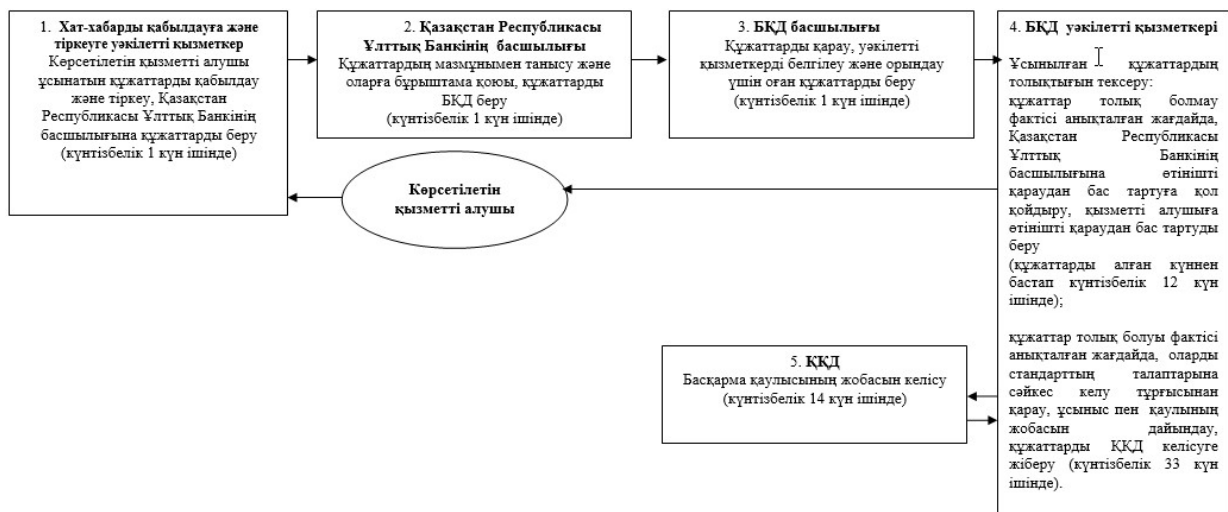 1. Хат-хабарды қабылдауға және
тіркеуге уәкілетті қызметкер
Көрсетілетін қызметті алушы
ұсынатын құжаттарды қабылдау
және тіркеу, Қазақстан
Республикасы Ұлттық Банкінің
басшылығына құжаттарды беру
(күнтізбелік 1 күн ішінде)
2. Қазақстан Республикасы
Ұлттық Банкінің басшылығы
Құжаттардың мазмұнымен танысу және
оларға бұрыштама қоюы, құжаттарды
БҚД беру
(күнтізбелік 1 күн ішінде)
3. БҚД басшылығы
Құжаттарды қарау, уәкілетті
қызметкерді белгілеу және орындау
үшін оған құжаттарды беру
(күнтізбелік 1 күн ішінде)
4. БҚД уәкілетті қызметкері
Ұсынылған құжаттардың
толықтығын тексеру:
құжаттар толық болмау
фактісі анықталған жағдайда,
Қазақстан Республикасы
Ұлттық Банкінің
басшылығына өтінішті
қараудан бас тартуға қол
қойдыру, қызметті алушыға
өтінішті қараудан бас тартуды
беру
(құжаттарды алған күннен
бастап күнтізбелік 12 күн
ішінде);
құжаттар толық болуы фактісі
анықталған жағдайда, оларды
стандарттың талаптарына
сәйкес келу тұрғысынан
қарау, ұсыныс пен қаулының
жобасын дайындау,
құжаттарды ҚҚД келісуге
жіберу (күнтізбелік 33 күн
ішінде).
Көрсетілетін
қызметті алушы
5. ҚҚД
Басқарма қаулысының жобасын келісу
(күнтізбелік 14 күн ішінде)